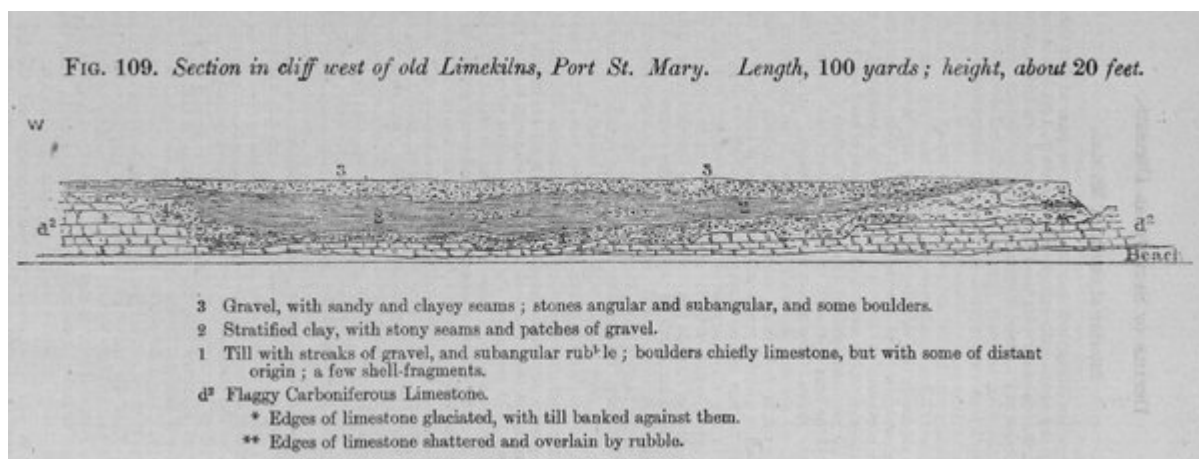 FIG. 109. Section in cliff west of old Limekilns, Port St. Mary. Length, 100 yards; height, about 20 feet.
W
3 3
1 2 2
d² 1 ** d²
Beach
3 Gravel, with sandy and clayey seams; stones angular and subangular, and some boulders.
2 Stratified clay, with stony seams and patches of gravel.
1 Till with streaks of gravel, and subangular rubble; boulders chiefly limestone, but with some of distant
origin; a few shell-fragments.
d² Flaggy Carboniferous Limestone.
* Edges of limestone glaciated, with till banked against them.
** Edges of limestone shattered and overlain by rubble.